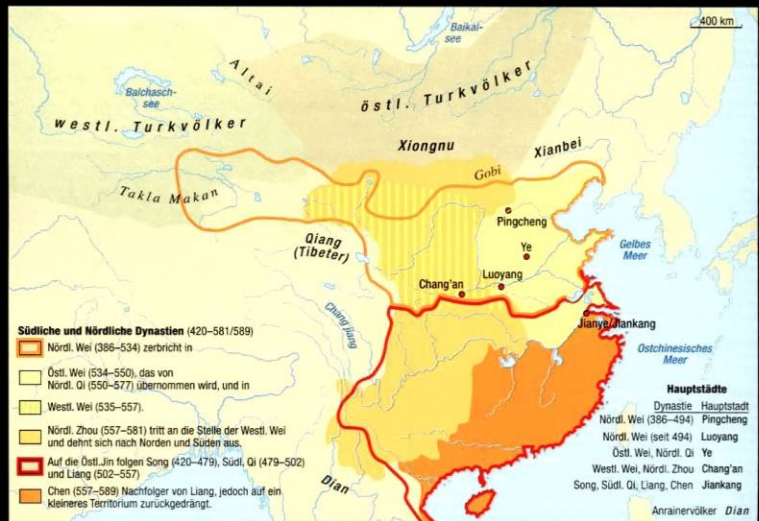 400 km
Baikal-
see
Altai
Balchasch-
see
östl. Turkvölker
westl. Turkvölker
Xiongnu
Xianbei
Gobi
Takla Makan
Pingcheng
Qiang
(Tibeter)
Ye
Gelbes
Meer
Luoyang
Chang'an
Chang jiang
Jianye/Jiankang
Ostchinesisches
Meer
Dian
Südliche und Nördliche Dynastien (420–581/589)
Nördl. Wei (386–534) zerbricht in
Östl. Wei (534–550), das von
Nördl. Qi (550–577) übernommen wird, und in
Westl. Wei (535–557).
Nördl. Zhou (557–581) tritt an die Stelle der Westl. Wei
und dehnt sich nach Norden und Süden aus.
Auf die Östl.Jin folgen Song (420–479), Südl. Qi (479–502)
und Liang (502–557)
Chen (557–589) Nachfolger von Liang, jedoch auf ein
kleineres Territorium zurückgedrängt.
Hauptstädte
Dynastie Hauptstadt
Nördl. Wei (386–494) Pingcheng
Nördl. Wei (seit 494) Luoyang
Östl. Wei, Nördl. Qi Ye
Westl. Wei, Nördl. Zhou Chang'an
Song, Südl. Qi, Liang, Chen Jiankang
Anrainervölker Dian